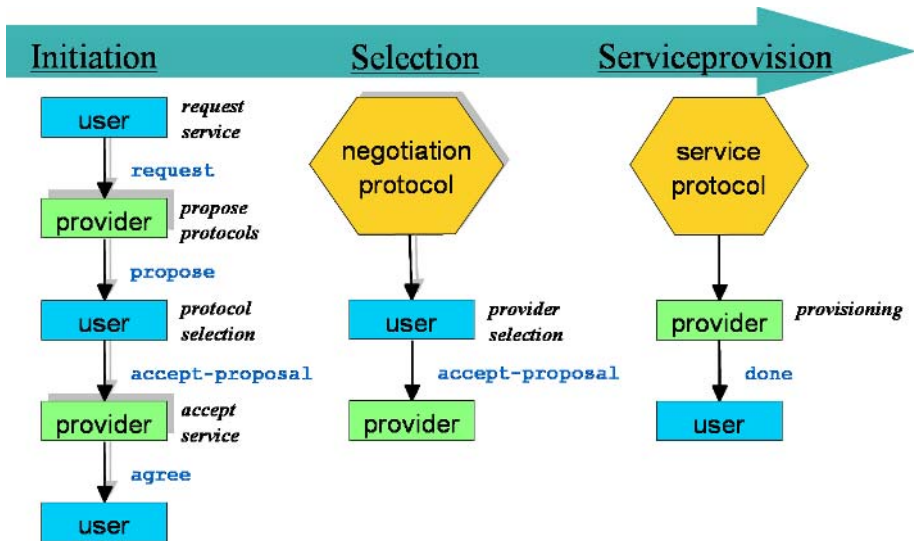 Initiation
Selection
Serviceprovision
user
request
service
request
provider
propose
protocols
propose
user
protocol
selection
accept-proposal
provider
accept
service
agree
user
negotiation
protocol
user
provider
selection
accept-proposal
provider
service
protocol
provider
provisioning
done
user